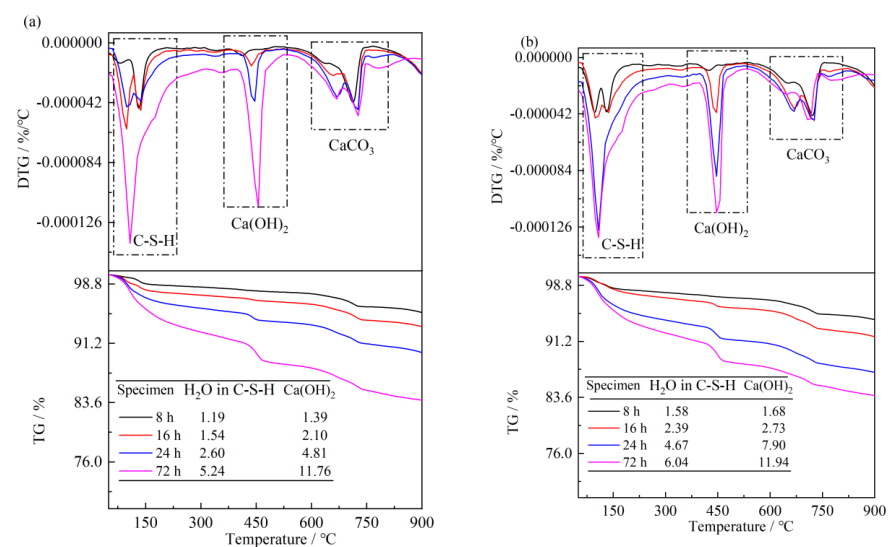 (a)
0.000000
-0.000042
-0.000084
-0.000126
DTG / %/°C
C-S-H
Ca(OH)2
CaCO3
98.8
91.2
83.6
76.0
TG / %
Specimen H2O in C-S-H Ca(OH)2
8 h 1.19 1.39
16 h 1.54 2.10
24 h 2.60 4.81
72 h 5.24 11.76
150 300 450 600 750 900
Temperature / °C
(b)
0.000000
-0.000042
-0.000084
-0.000126
DTG / %/°C
C-S-H
Ca(OH)2
CaCO3
98.8
91.2
83.6
76.0
TG / %
Specimen H2O in C-S-H Ca(OH)2
8 h 1.58 1.68
16 h 2.39 2.73
24 h 4.67 7.90
72 h 6.04 11.94
150 300 450 600 750 900
Temperature / °C